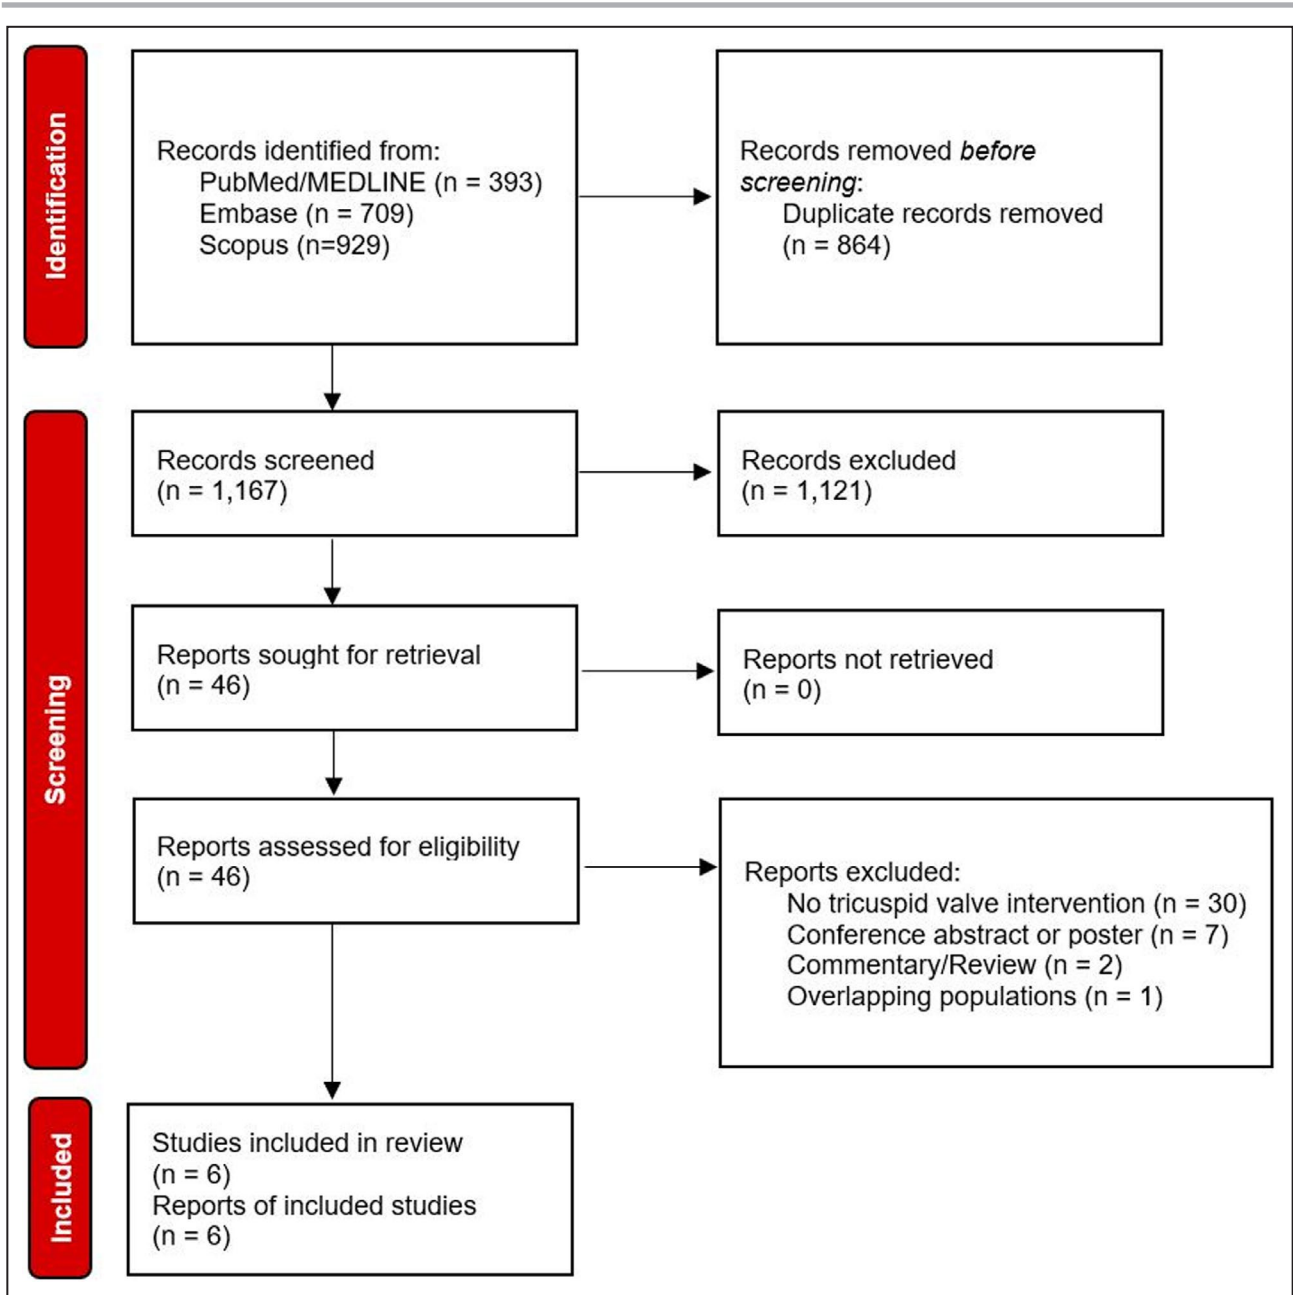 Identification
Records identified from:
PubMed/MEDLINE (n = 393)
Embase (n = 709)
Scopus (n=929)
Records removed before
screening:
Duplicate records removed
(n = 864)
Screening
Records screened
(n = 1,167)
Records excluded
(n = 1,121)
Reports sought for retrieval
(n = 46)
Reports not retrieved
(n = 0)
Reports assessed for eligibility
(n = 46)
Reports excluded:
No tricuspid valve intervention (n = 30)
Conference abstract or poster (n = 7)
Commentary/Review (n = 2)
Overlapping populations (n = 1)
Included
Studies included in review
(n = 6)
Reports of included studies
(n = 6)